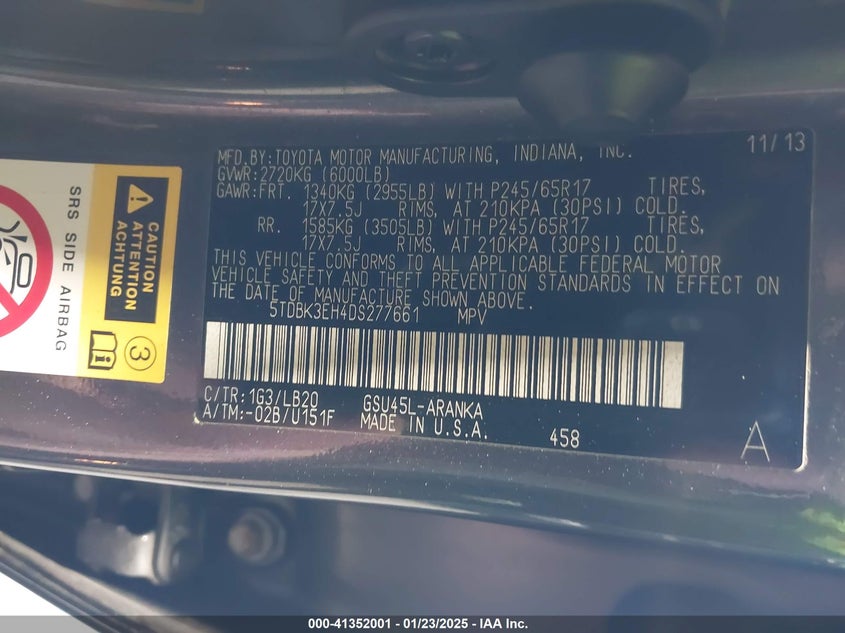 MFD.BY:TOYOTA MOTOR MANUFACTURING, INDIANA, INC. 11/13
GVWR:2720KG (6000LB)
GAWR:FRT. 1340KG (2955LB) WITH P245/65R17 TIRES,
17X7.5J RIMS, AT 210KPA (30PSI) COLD.
RR. 1585KG (3505LB) WITH P245/65R17 TIRES,
17X7.5J RIMS, AT 210KPA (30PSI) COLD.
THIS VEHICLE CONFORMS TO ALL APPLICABLE FEDERAL MOTOR
VEHICLE SAFETY AND THEFT PREVENTION STANDARDS IN EFFECT ON
THE DATE OF MANUFACTURE SHOWN ABOVE.
5TDBK3EH4DS277661 MPV
C/TR:1G3/LB20 GSU45L-ARANKA
A/TM:-02B/U151F MADE IN U.S.A. 458 A
SRS SIDE AIRBAG
CAUTION
ATTENTION
ACHTUNG
i
3
000-41352001 - 01/23/2025 - IAA Inc.